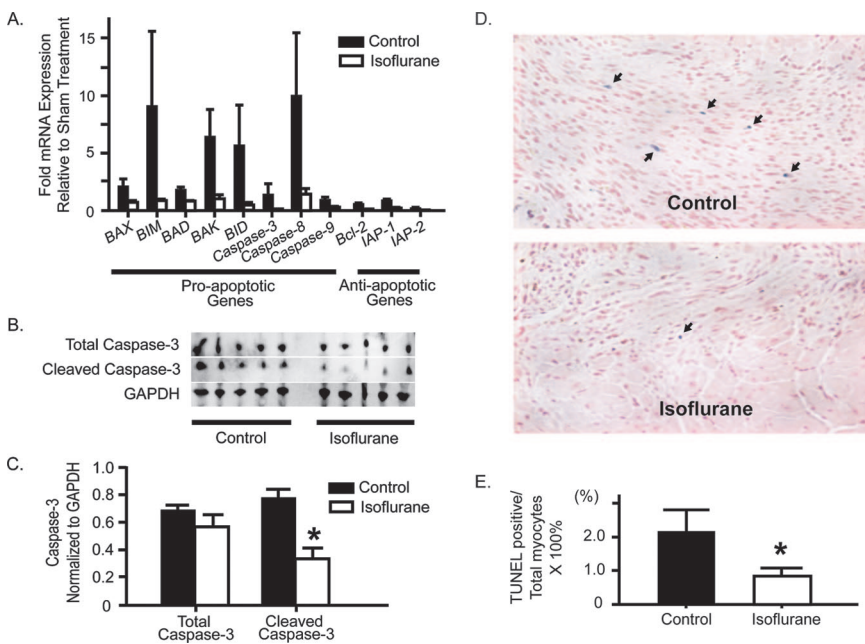 A.
Fold mRNA Expression
Relative to Sham Treatment
15
10
5
0
Control
Isoflurane
BAX
BIM
BAD
BAK
BID
Caspase-3
Caspase-8
Caspase-9
Bcl-2
IAP-1
IAP-2
Pro-apoptotic
Genes
Anti-apoptotic
Genes
B.
Total Caspase-3
Cleaved Caspase-3
GAPDH
Control
Isoflurane
C.
Caspase-3
Normalized to GAPDH
1.0
0.8
0.6
0.4
0.2
0
Control
Isoflurane
*
Total
Caspase-3
Cleaved
Caspase-3
D.
Control
Isoflurane
E.
TUNEL positive/
Total myocytes
X 100%
(%)
2.0
1.0
0
*
Control
Isoflurane